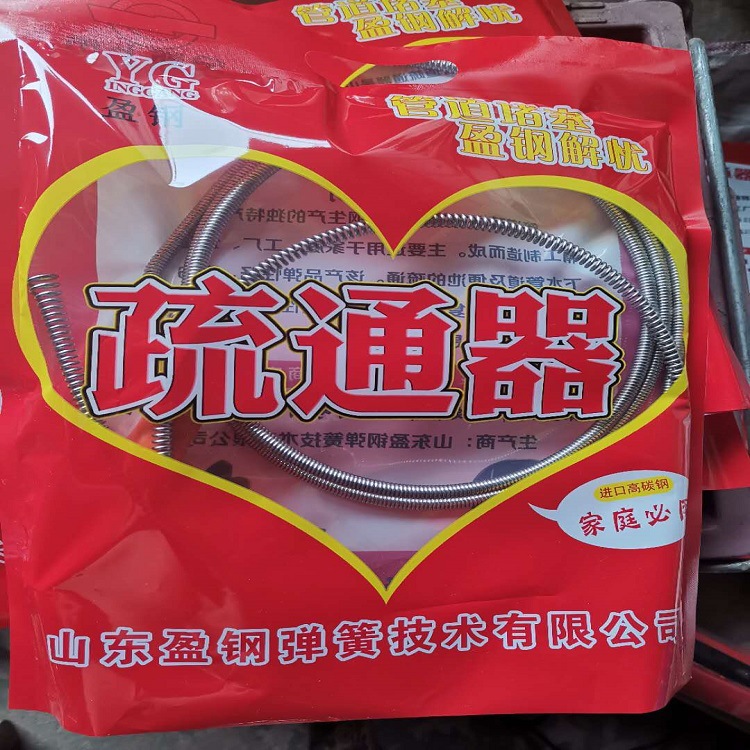 管道堵塞
盈钢解忧
YG
INGGANG
盈钢
管道堵塞
盈钢解忧
疏通器
进口高碳钢
家庭必
山东盈钢弹簧技术有限公司